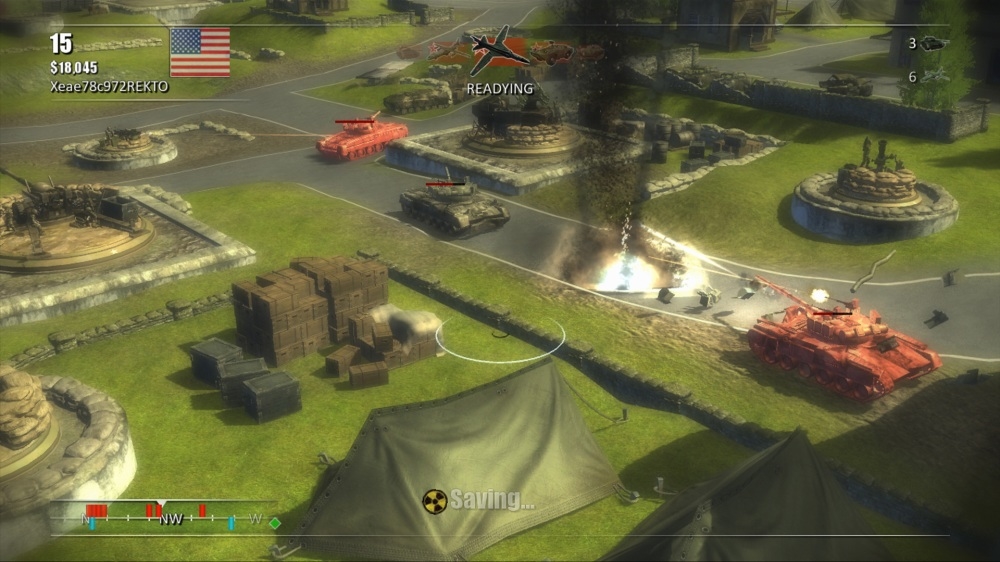 15
$18,045
Xeae78c972REKTO
READYING
3
6
Saving...
N NW W